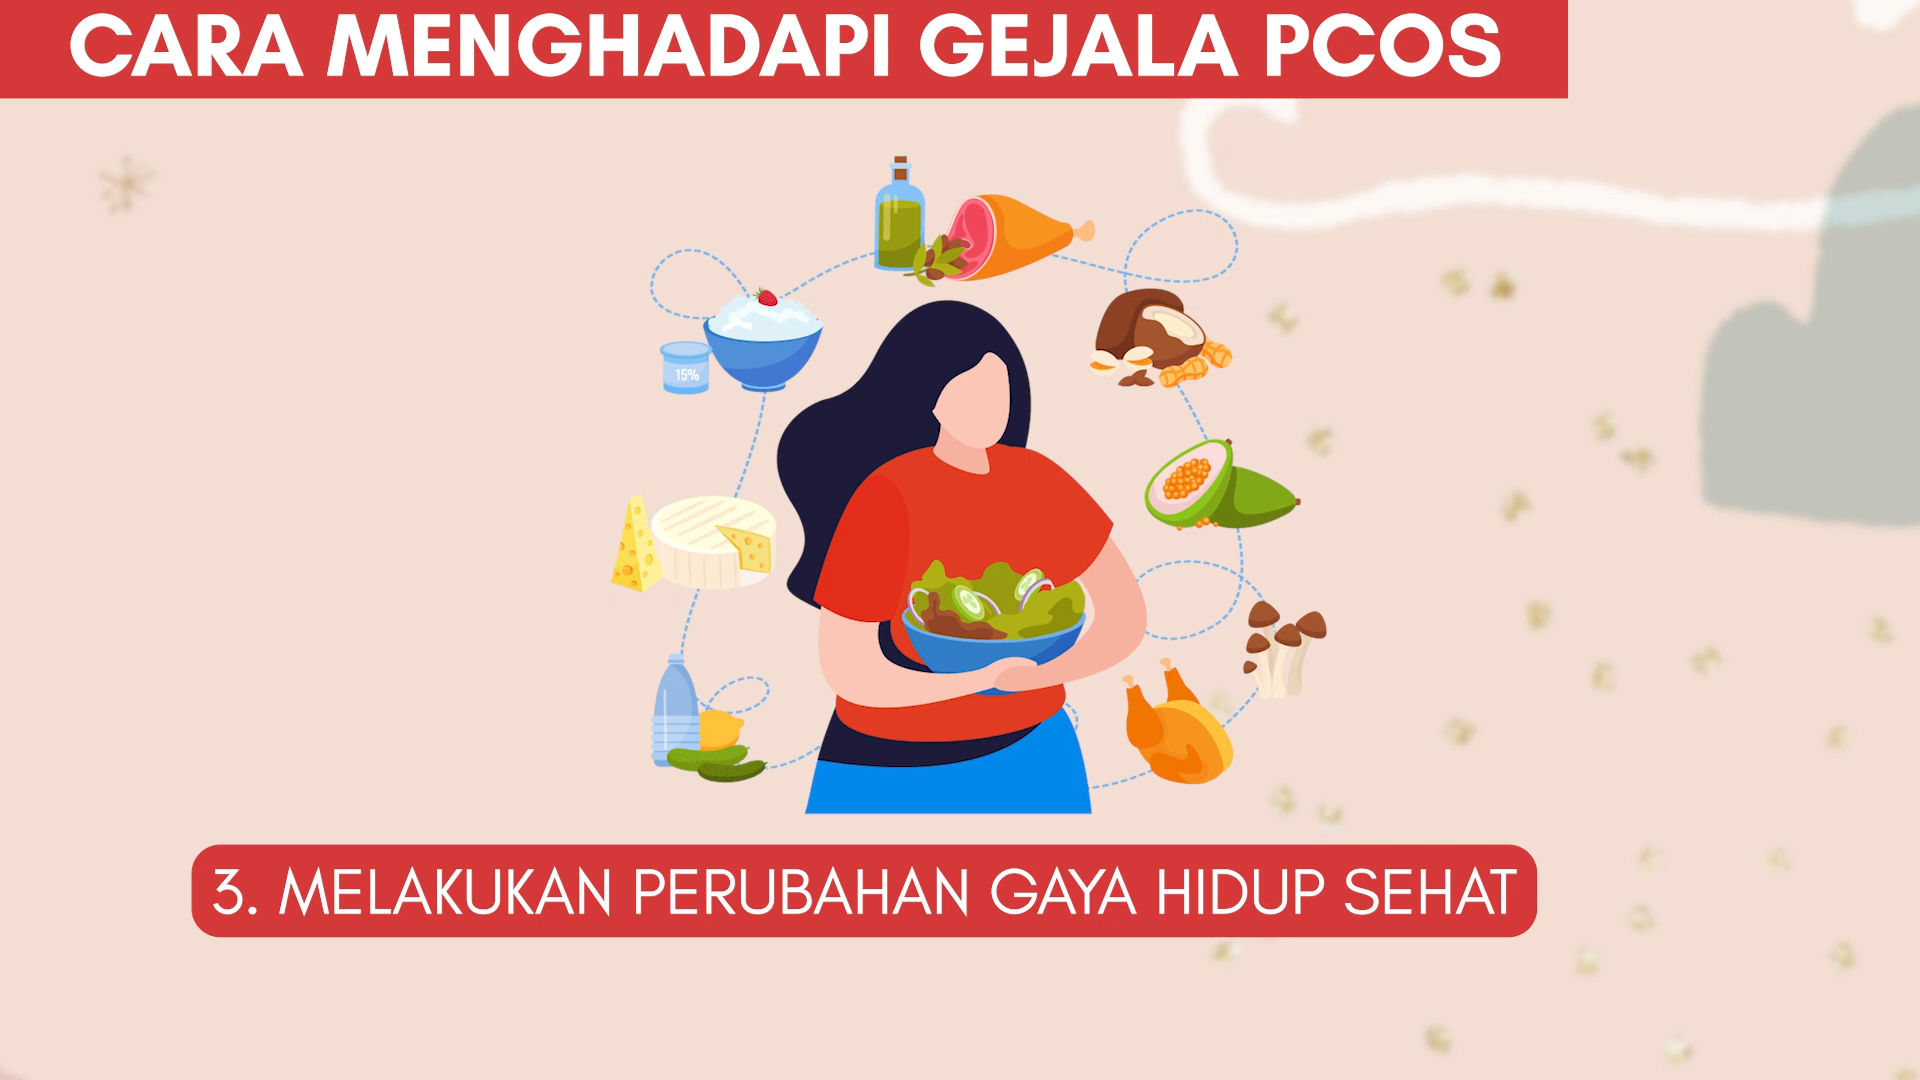 CARA MENGHADAPI GEJALA PCOS
15%
3. MELAKUKAN PERUBAHAN GAYA HIDUP SEHAT